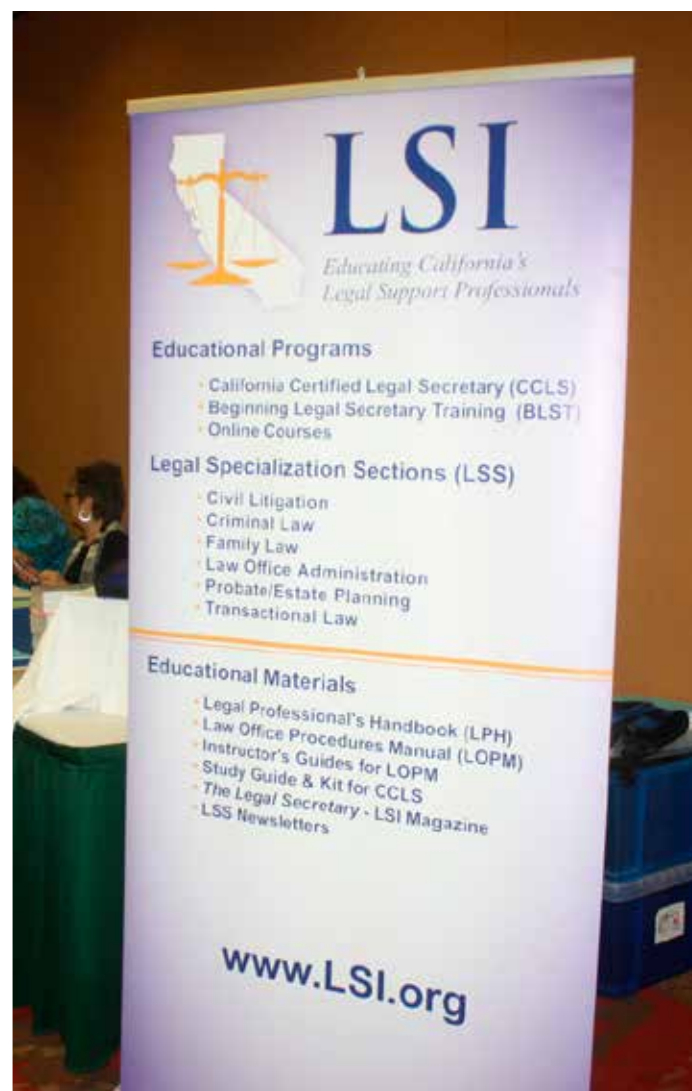 LSI
Educating California's
Legal Support Professionals
Educational Programs
· California Certified Legal Secretary (CCLS)
· Beginning Legal Secretary Training (BLST)
· Online Courses
Legal Specialization Sections (LSS)
· Civil Litigation
· Criminal Law
· Family Law
· Law Office Administration
· Probate/Estate Planning
· Transactional Law
Educational Materials
· Legal Professional's Handbook (LPH)
· Law Office Procedures Manual (LOPM)
· Instructor's Guides for LOPM
· Study Guide & Kit for CCLS
· The Legal Secretary - LSI Magazine
· LSS Newsletters
www.LSI.org